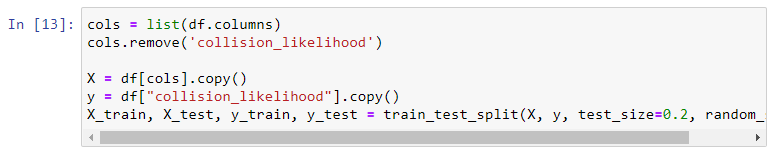 In [13]: cols = list(df.columns)
cols.remove('collision_likelihood')
X = df[cols].copy()
y = df["collision_likelihood"].copy()
X_train, X_test, y_train, y_test = train_test_split(X, y, test_size=0.2, random_